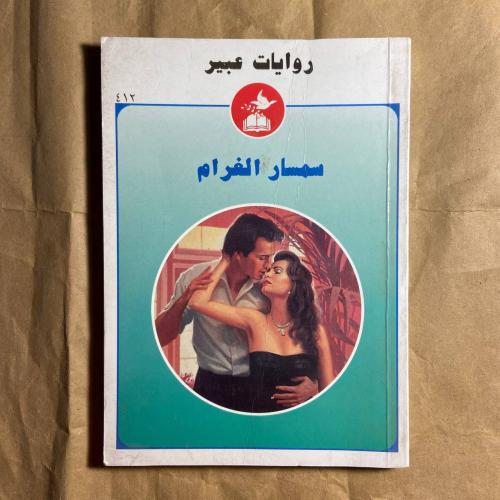 روايات عبير
٤١٢
سمسار الغرام